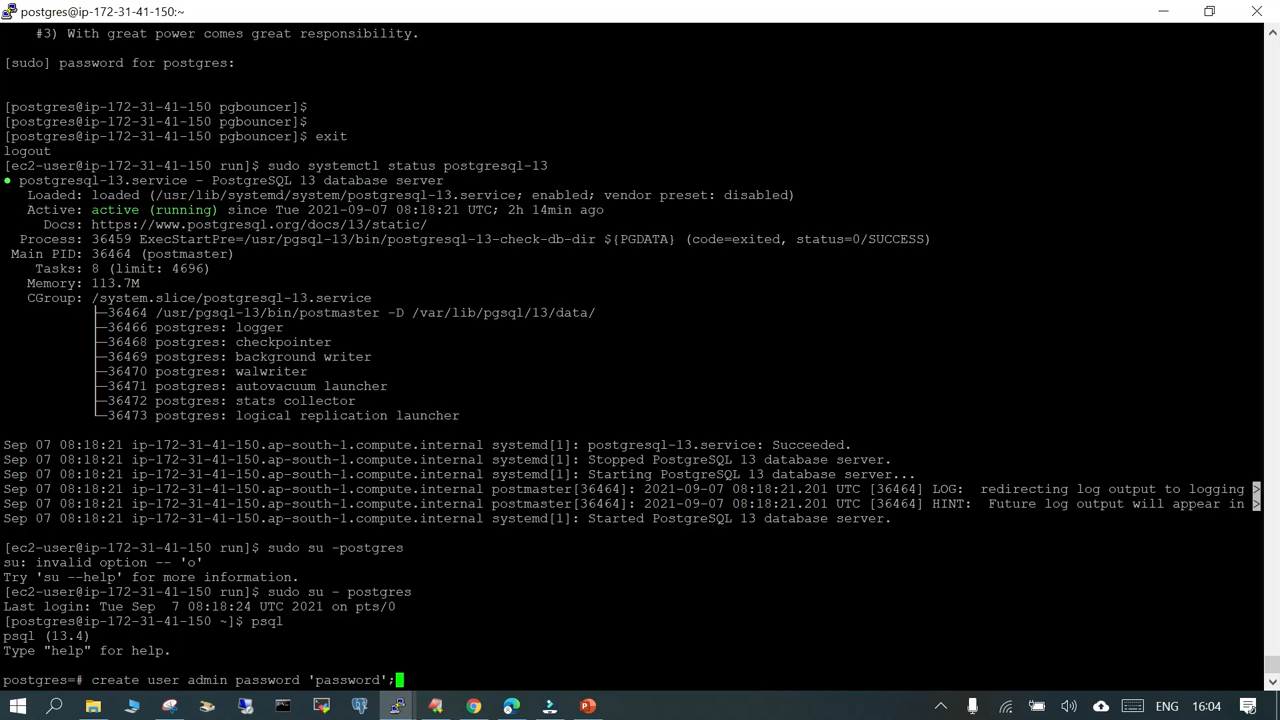 postgres@ip-172-31-41-150:~
#3) With great power comes great responsibility.
[sudo] password for postgres:
[postgres@ip-172-31-41-150 pgbouncer]$
[postgres@ip-172-31-41-150 pgbouncer]$
[postgres@ip-172-31-41-150 pgbouncer]$ exit
logout
[ec2-user@ip-172-31-41-150 run]$ sudo systemctl status postgresql-13
● postgresql-13.service - PostgreSQL 13 database server
Loaded: loaded (/usr/lib/systemd/system/postgresql-13.service; enabled; vendor preset: disabled)
Active: active (running) since Tue 2021-09-07 08:18:21 UTC; 2h 14min ago
Docs: https://www.postgresql.org/docs/13/static/
Process: 36459 ExecStartPre=/usr/pgsql-13/bin/postgresql-13-check-db-dir ${PGDATA} (code=exited, status=0/SUCCESS)
Main PID: 36464 (postmaster)
Tasks: 8 (limit: 4696)
Memory: 113.7M
CGroup: /system.slice/postgresql-13.service
├─36464 /usr/pgsql-13/bin/postmaster -D /var/lib/pgsql/13/data/
├─36466 postgres: logger
├─36468 postgres: checkpointer
├─36469 postgres: background writer
├─36470 postgres: walwriter
├─36471 postgres: autovacuum launcher
├─36472 postgres: stats collector
└─36473 postgres: logical replication launcher
Sep 07 08:18:21 ip-172-31-41-150.ap-south-1.compute.internal systemd[1]: postgresql-13.service: Succeeded.
Sep 07 08:18:21 ip-172-31-41-150.ap-south-1.compute.internal systemd[1]: Stopped PostgreSQL 13 database server.
Sep 07 08:18:21 ip-172-31-41-150.ap-south-1.compute.internal systemd[1]: Starting PostgreSQL 13 database server...
Sep 07 08:18:21 ip-172-31-41-150.ap-south-1.compute.internal postmaster[36464]: 2021-09-07 08:18:21.201 UTC [36464] LOG:  redirecting log output to logging >
Sep 07 08:18:21 ip-172-31-41-150.ap-south-1.compute.internal postmaster[36464]: 2021-09-07 08:18:21.201 UTC [36464] HINT:  Future log output will appear in >
Sep 07 08:18:21 ip-172-31-41-150.ap-south-1.compute.internal systemd[1]: Started PostgreSQL 13 database server.
[ec2-user@ip-172-31-41-150 run]$ sudo su -postgres
su: invalid option -- 'o'
Try 'su --help' for more information.
[ec2-user@ip-172-31-41-150 run]$ sudo su - postgres
Last login: Tue Sep  7 08:18:24 UTC 2021 on pts/0
[postgres@ip-172-31-41-150 ~]$ psql
psql (13.4)
Type "help" for help.
postgres=# create user admin password 'password';
ENG 16:04